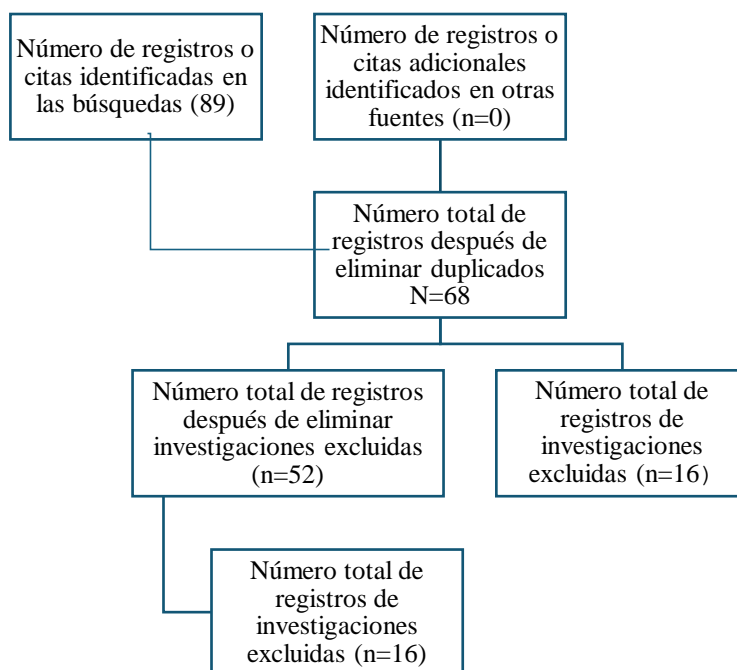 Número de registros o
citas identificadas en
las búsquedas (89)
Número de registros o
citas adicionales
identificados en otras
fuentes (n=0)
Número total de
registros después de
eliminar duplicados
N=68
Número total de registros
después de eliminar
investigaciones excluidas
(n=52)
Número total de
registros de
investigaciones
excluidas (n=16)
Número total de
registros de
investigaciones
excluidas (n=16)